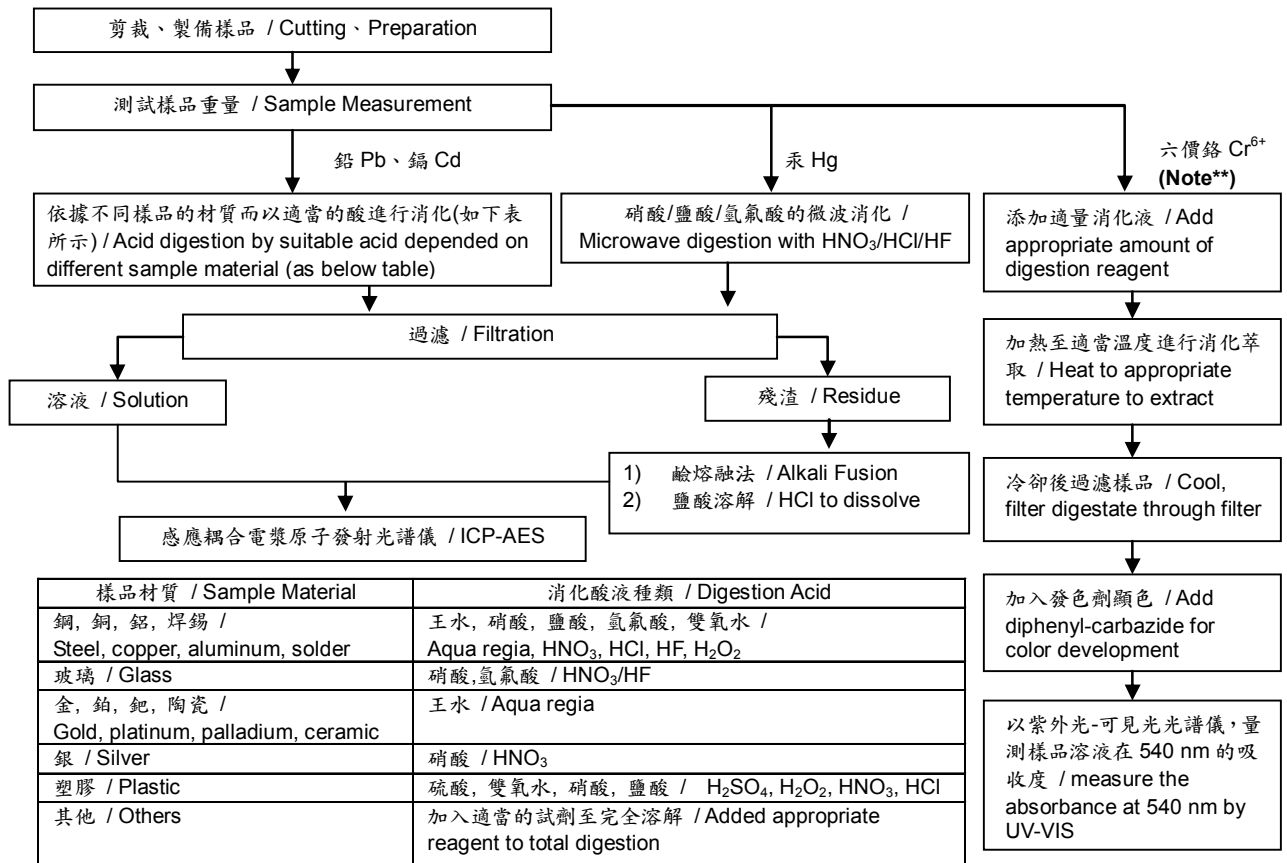 剪裁、製備樣品 / Cutting、Preparation
測試樣品重量 / Sample Measurement
鉛 Pb、鎘 Cd
汞 Hg
六價鉻 Cr6+
(Note**)
依據不同樣品的材質而以適當的酸進行消化(如下表
所示) / Acid digestion by suitable acid depended on
different sample material (as below table)
硝酸/鹽酸/氫氟酸的微波消化 /
Microwave digestion with HNO3/HCl/HF
添加適量消化液 / Add
appropriate amount of
digestion reagent
過濾 / Filtration
加熱至適當溫度進行消化萃
取 / Heat to appropriate
temperature to extract
溶液 / Solution
殘渣 / Residue
1) 鹼熔融法 / Alkali Fusion
2) 鹽酸溶解 / HCl to dissolve
冷卻後過濾樣品 / Cool,
filter digestate through filter
感應耦合電漿原子發射光譜儀 / ICP-AES
加入發色劑顯色 / Add
diphenyl-carbazide for
color development
以紫外光-可見光光譜儀，量
測樣品溶液在 540 nm 的吸
收度 / measure the
absorbance at 540 nm by
UV-VIS
樣品材質 / Sample Material 消化酸液種類 / Digestion Acid
鋼, 銅, 鋁, 焊錫 / 王水, 硝酸, 鹽酸, 氫氟酸, 雙氧水 /
Steel, copper, aluminum, solder Aqua regia, HNO3, HCl, HF, H2O2
玻璃 / Glass 硝酸,氫氟酸 / HNO3/HF
金, 鉑, 鈀, 陶瓷 / 王水 / Aqua regia
Gold, platinum, palladium, ceramic
銀 / Silver 硝酸 / HNO3
塑膠 / Plastic 硫酸, 雙氧水, 硝酸, 鹽酸 / H2SO4, H2O2, HNO3, HCl
其他 / Others 加入適當的試劑至完全溶解 / Added appropriate
reagent to total digestion